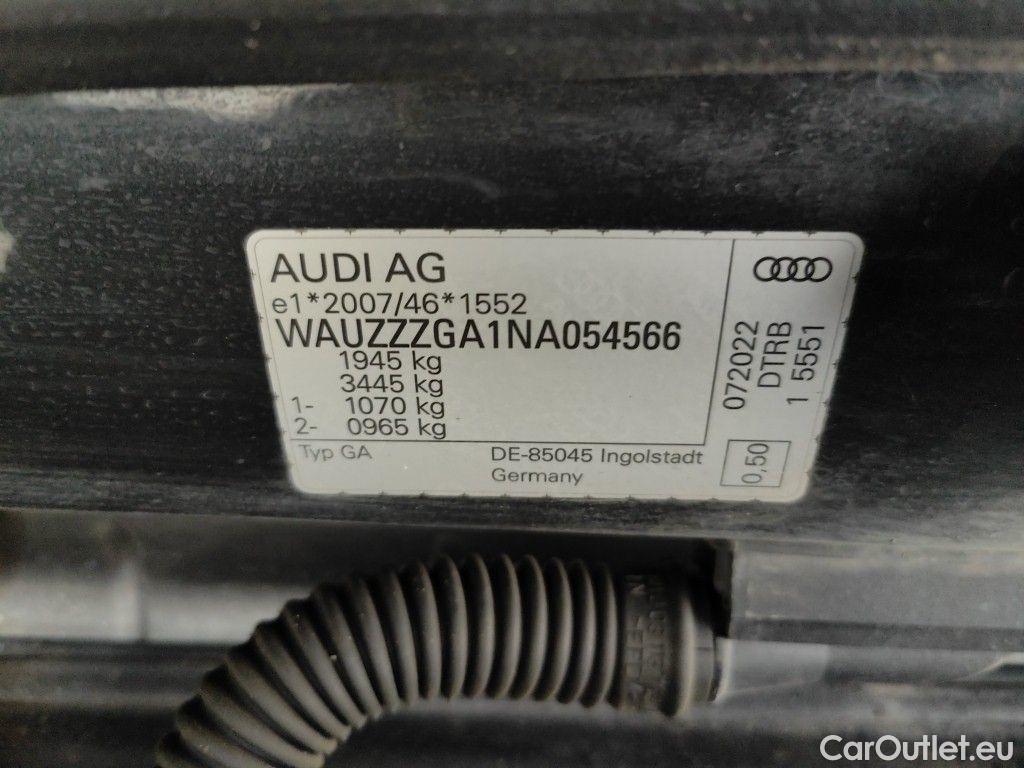 AUDI AG
e1*2007/46*1552
WAUZZZGA1NA054566
1945 kg
3445 kg
1- 1070 kg
2- 0965 kg
Typ GA
DE-85045 Ingolstadt
Germany
072022
DTRB
1 5551
0,50
CarOutlet.eu